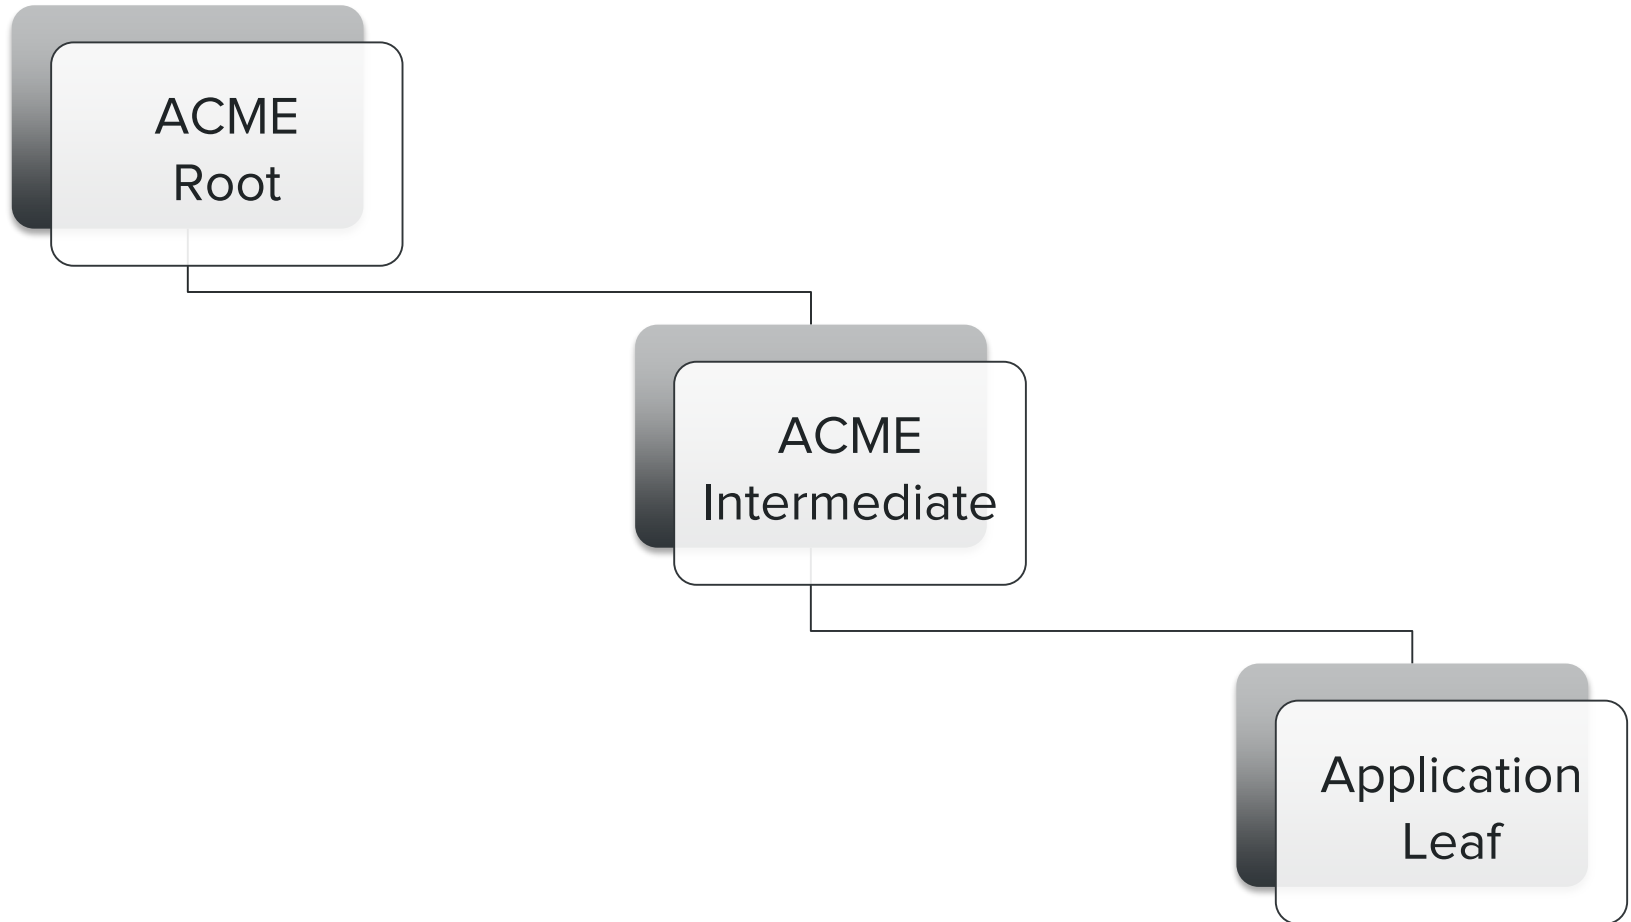 ACME
Root
ACME
Intermediate
Application
Leaf